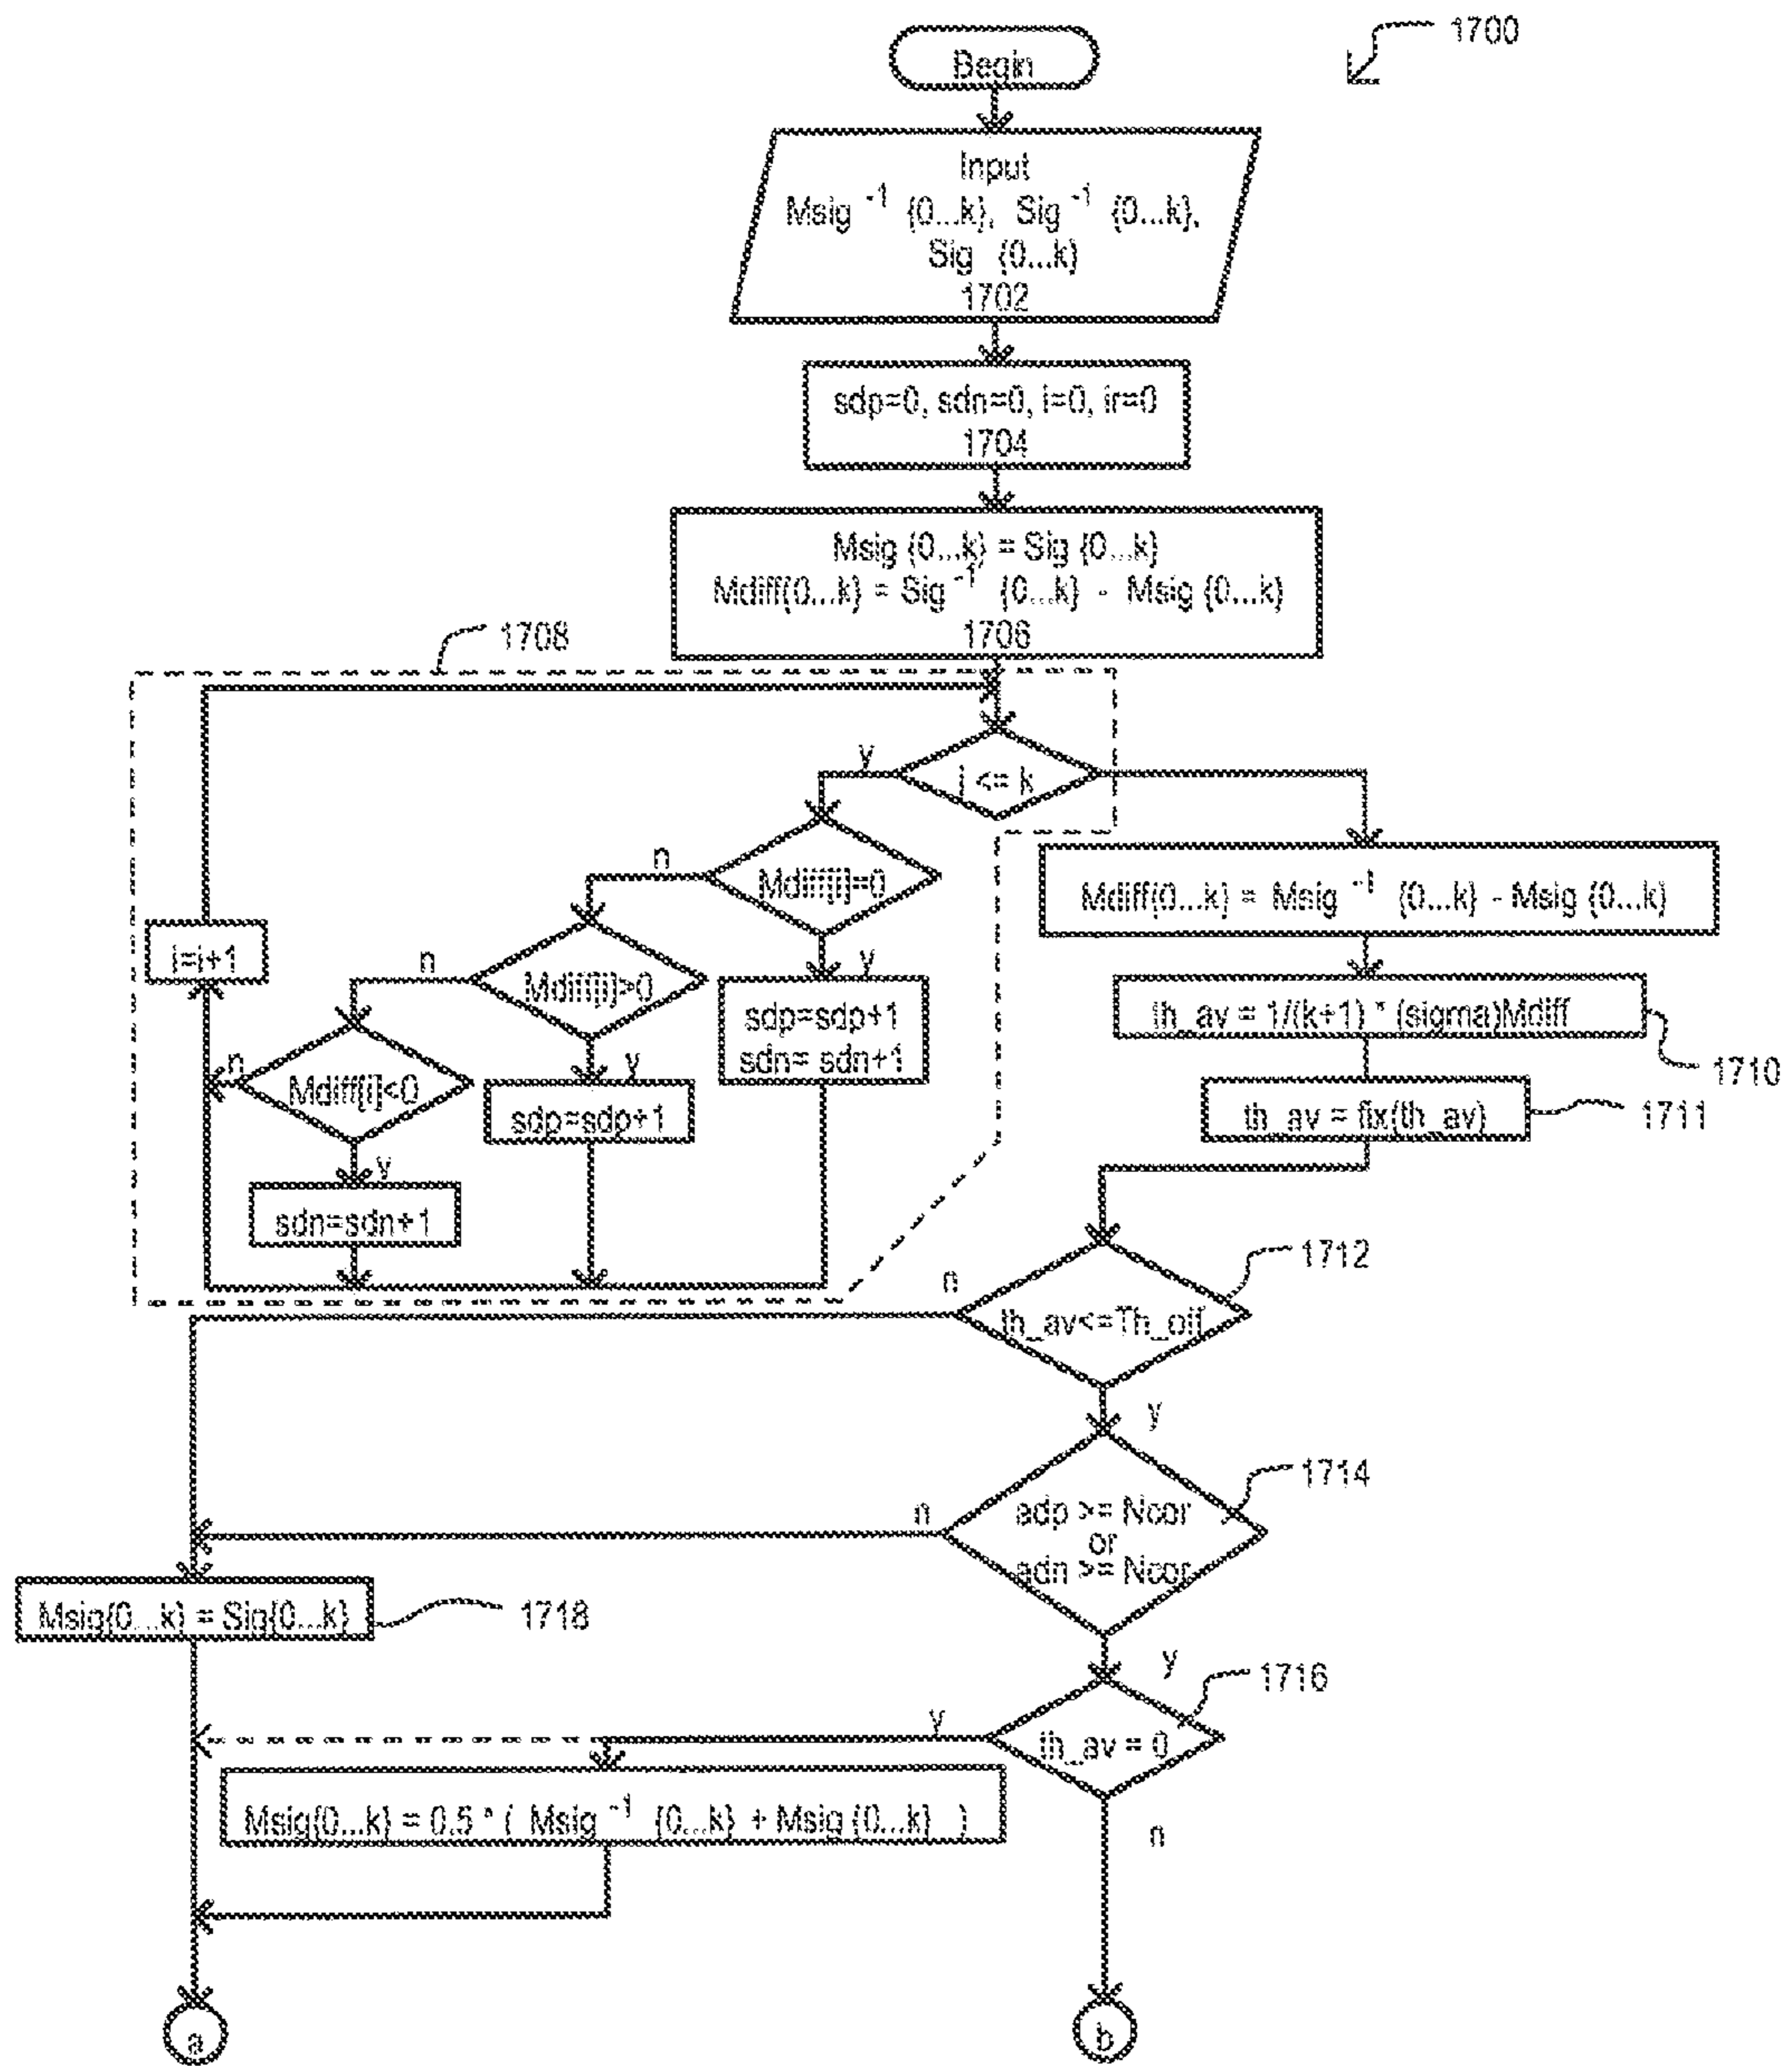 1700
Begin
Input
Msig -1 {0...k}, Sig -1 {0...k},
Sig {0...k}
1702
sdp=0, sdn=0, i=0, ir=0
1704
Msig {0...k} = Sig {0...k}
Mdiff{0...k} = Sig -1 {0...k} - Msig {0...k}
1706
1708
i <= k
y
Mdiff[i]=0
n
y
Mdiff{0...k} = Msig -1 {0...k} - Msig {0...k}
i=i+1
Mdiff[i]>0
n
y
sdp=sdp+1
sdn= sdn+1
th_av = 1/(k+1) * (sigma)Mdiff
1710
Mdiff[i]<0
n
y
sdp=sdp+1
th_av = fix(th_av)
1711
sdn=sdn+1
1712
n
th_av<=Th_off
y
1714
n
adp >= Ncor
or
adn >= Ncor
Msig{0...k} = Sig{0...k}
1718
y
1716
y
th_av = 0
Msig{0...k} = 0.5 * ( Msig -1 {0...k} + Msig {0...k} )
n
a
b